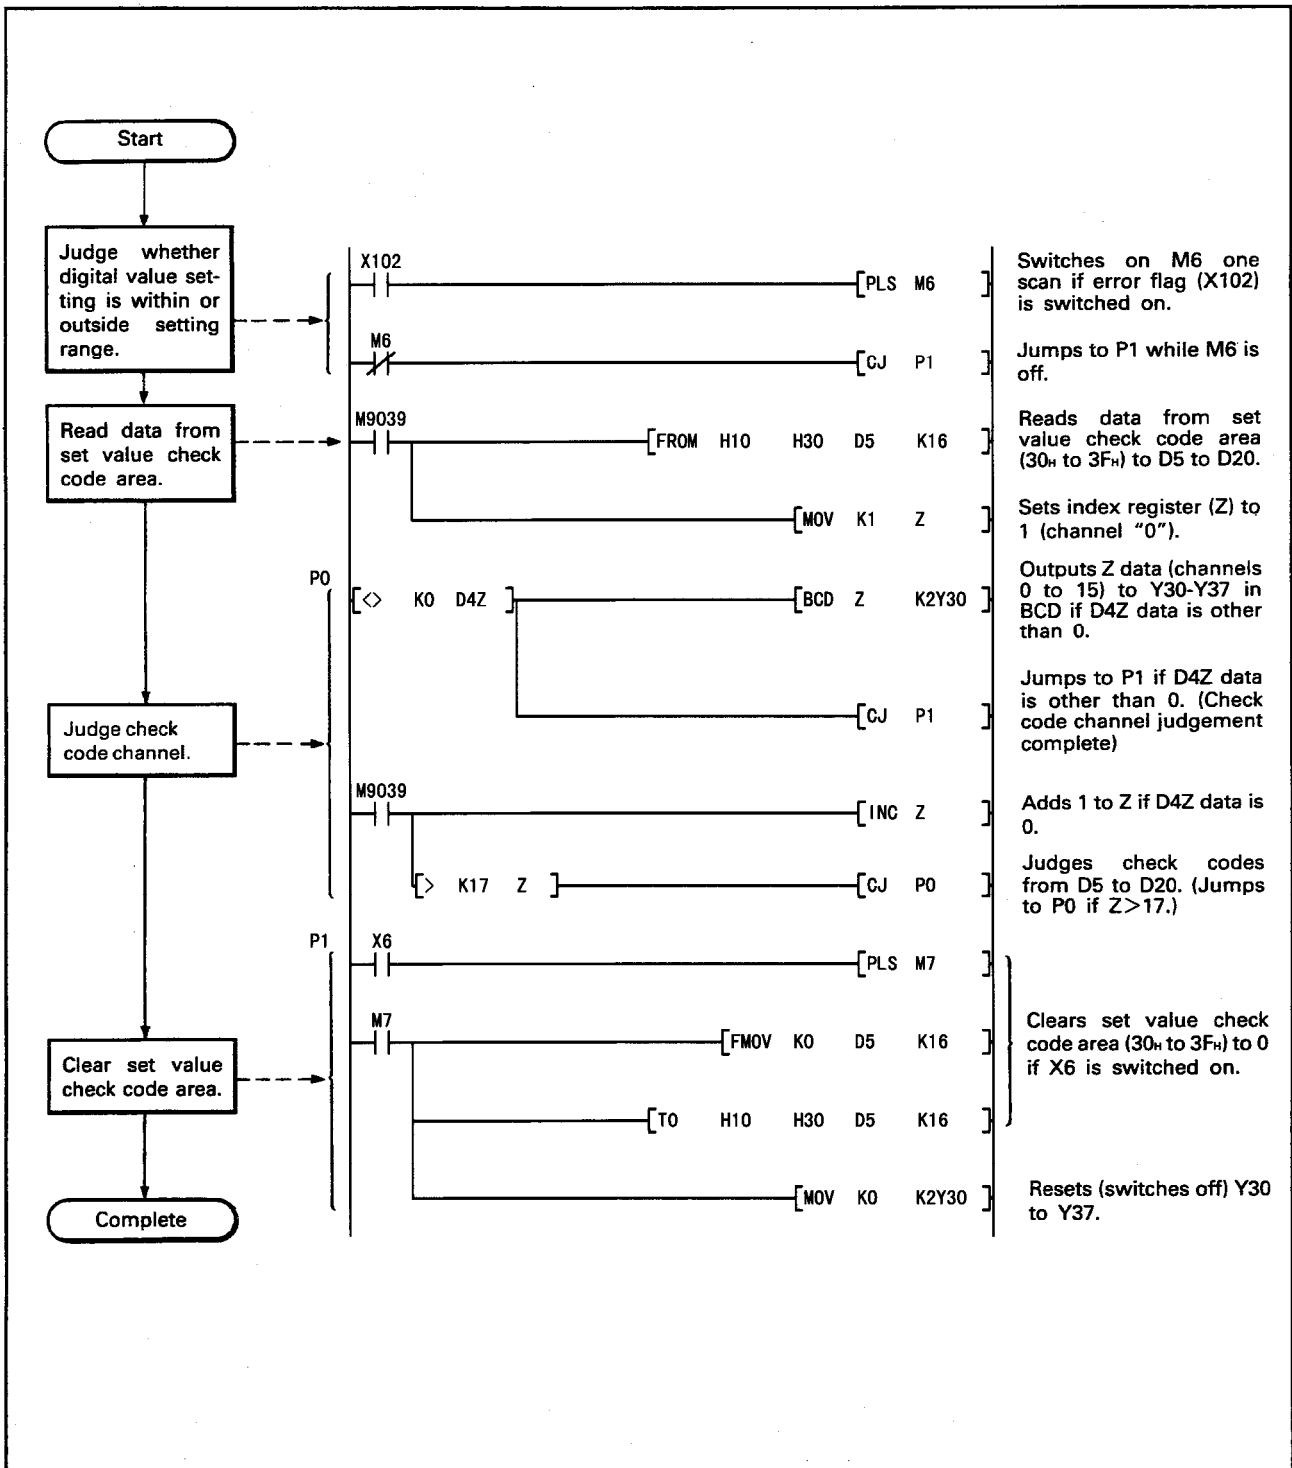 Start
Judge whether
digital value set-
ting is within or
outside setting
range.
X102
[PLS M6 ]
Switches on M6 one
scan if error flag (X102)
is switched on.
M6
[CJ P1 ]
Jumps to P1 while M6 is
off.
Read data from
set value check
code area.
M9039
[FROM H10 H30 D5 K16 ]
Reads data from set
value check code area
(30H to 3FH) to D5 to D20.
[MOV K1 Z ]
Sets index register (Z) to
1 (channel "0").
P0
[<> K0 D4Z ]
[BCD Z K2Y30 ]
Outputs Z data (channels
0 to 15) to Y30-Y37 in
BCD if D4Z data is other
than 0.
Judge check
code channel.
[CJ P1 ]
Jumps to P1 if D4Z data
is other than 0. (Check
code channel judgement
complete)
M9039
[INC Z ]
Adds 1 to Z if D4Z data is
0.
[> K17 Z ]
[CJ P0 ]
Judges check codes
from D5 to D20. (Jumps
to P0 if Z>17.)
P1
X6
[PLS M7 ]
M7
[FMOV K0 D5 K16 ]
Clears set value check
code area (30H to 3FH) to 0
if X6 is switched on.
Clear set value
check code area.
[TO H10 H30 D5 K16 ]
[MOV K0 K2Y30 ]
Resets (switches off) Y30
to Y37.
Complete